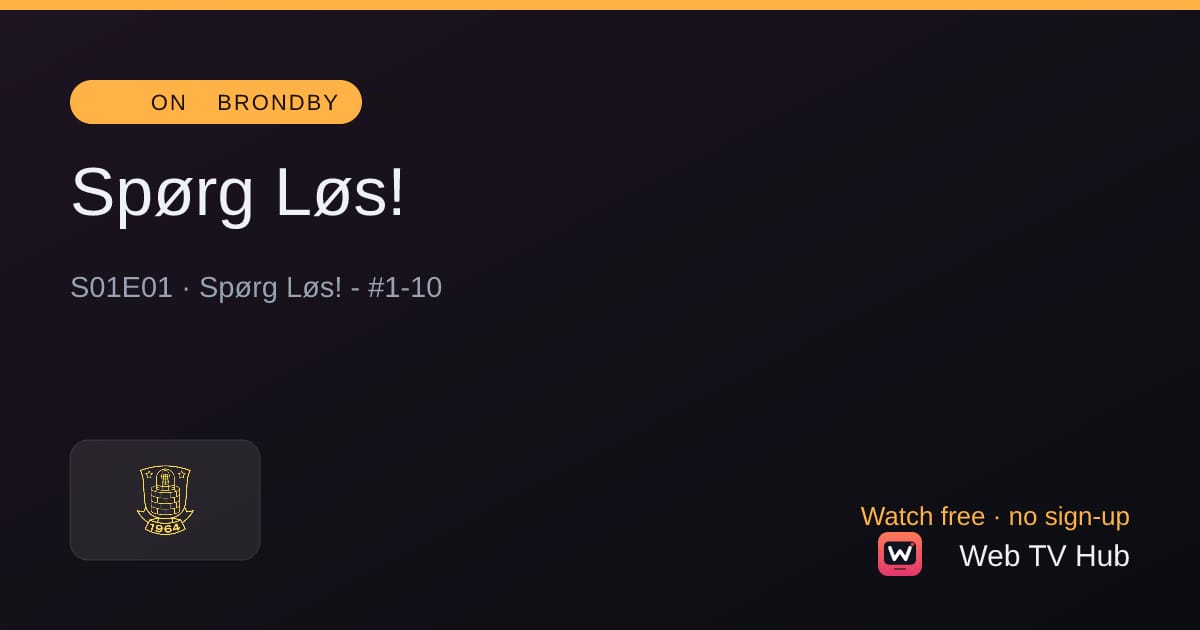 ON BRONDBY
Spørg Løs!
S01E01 · Spørg Løs! - #1-10
1964
Watch free · no sign-up
W
Web TV Hub